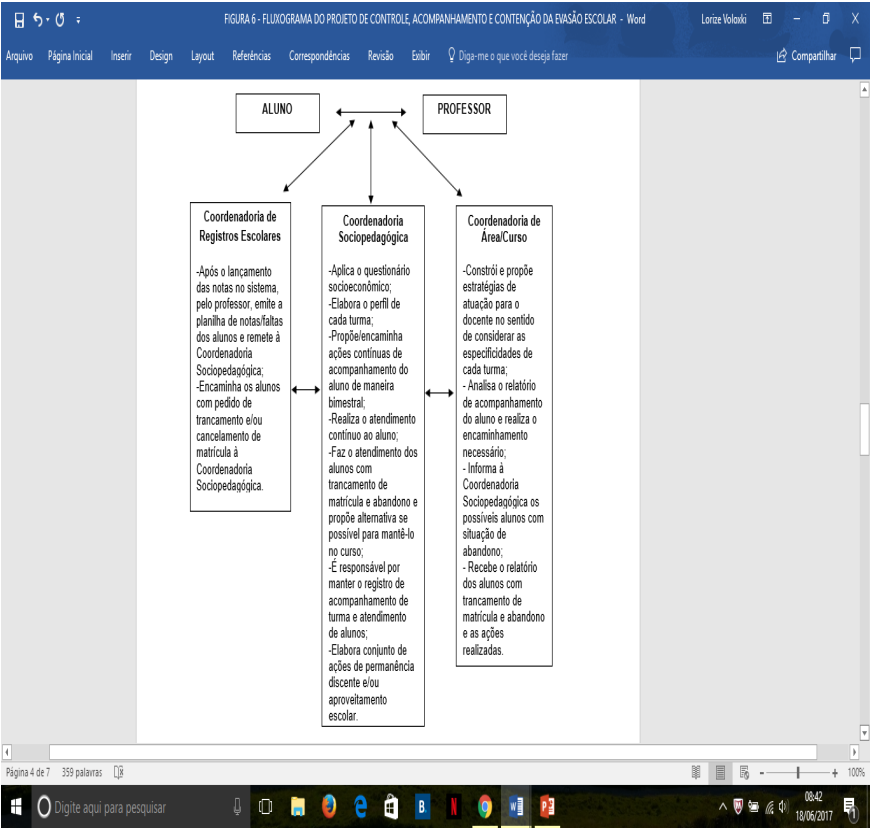 FIGURA 6 - FLUXOGRAMA DO PROJETO DE CONTROLE, ACOMPANHAMENTO E CONTENÇÃO DA EVASÃO ESCOLAR - Word
Lorize Voloxki
Arquivo Página Inicial Inserir Design Layout Referências Correspondências Revisão Exibir Diga-me o que você deseja fazer
Compartilhar
ALUNO
PROFESSOR
Coordenadoria de
Registros Escolares
-Após o lançamento
das notas no sistema,
pelo professor, emite a
planilha de notas/faltas
dos alunos e remete à
Coordenadoria
Sociopedagógica;
-Encaminha os alunos
com pedido de
trancamento e/ou
cancelamento de
matrícula à
Coordenadoria
Sociopedagógica.
Coordenadoria
Sociopedagógica
-Aplica o questionário
socioeconômico;
-Elabora o perfil de
cada turma;
-Propõe/encaminha
ações contínuas de
acompanhamento do
aluno de maneira
bimestral;
-Realiza o atendimento
contínuo ao aluno;
-Faz o atendimento dos
alunos com
trancamento de
matrícula e abandono e
propõe alternativa se
possível para mantê-lo
no curso;
-É responsável por
manter o registro de
acompanhamento de
turma e atendimento
de alunos;
-Elabora conjunto de
ações de permanência
discente e/ou
aproveitamento
escolar.
Coordenadoria de
Área/Curso
-Constrói e propõe
estratégias de
atuação para o
docente no sentido
de considerar as
especificidades de
cada turma;
- Analisa o relatório
de acompanhamento
do aluno e realiza o
encaminhamento
necessário;
- Informa à
Coordenadoria
Sociopedagógica os
possíveis alunos com
situação de
abandono;
- Recebe o relatório
dos alunos com
trancamento de
matrícula e abandono
e as ações
realizadas.
Página 4 de 7 359 palavras
100%
Digite aqui para pesquisar
08:42
18/06/2017